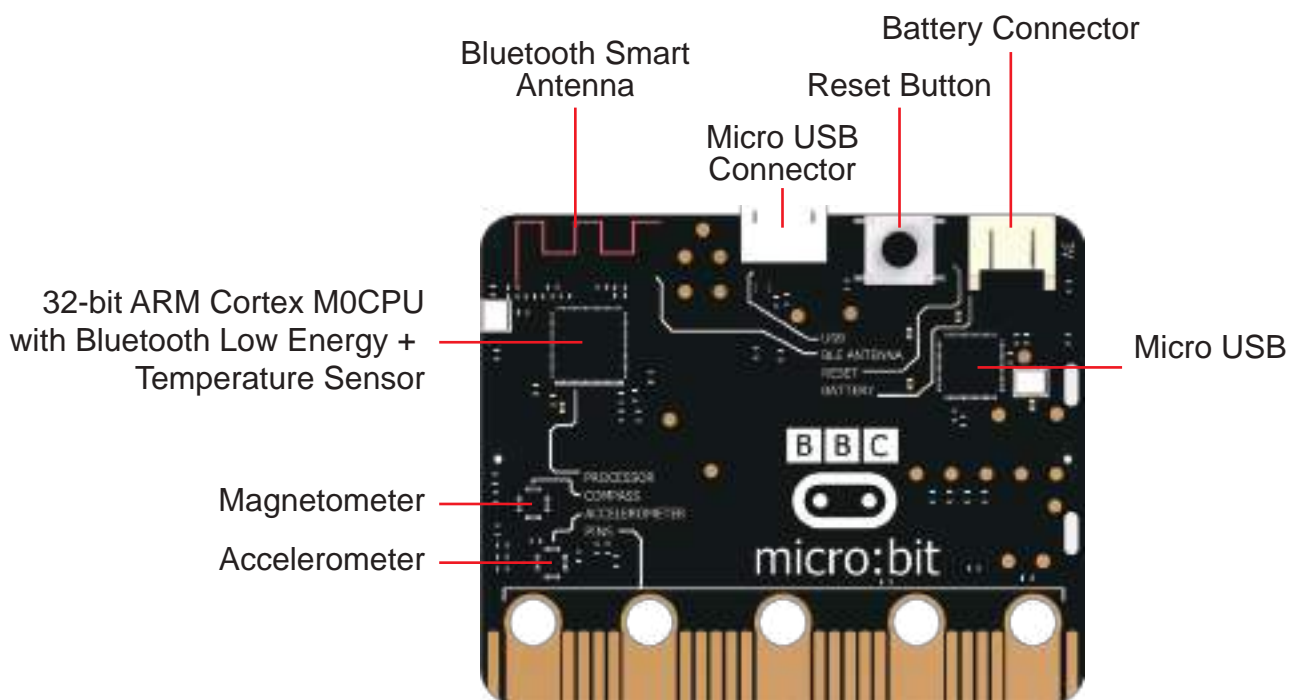 Battery Connector
Bluetooth Smart
Antenna
Reset Button
Micro USB
Connector
32-bit ARM Cortex M0CPU
with Bluetooth Low Energy +
Temperature Sensor
Micro USB
USB
BLE ANTENNA
RESET
BATTERY
BBC
PROCESSOR
COMPASS
ACCELEROMETER
PINS
Magnetometer
Accelerometer
micro:bit